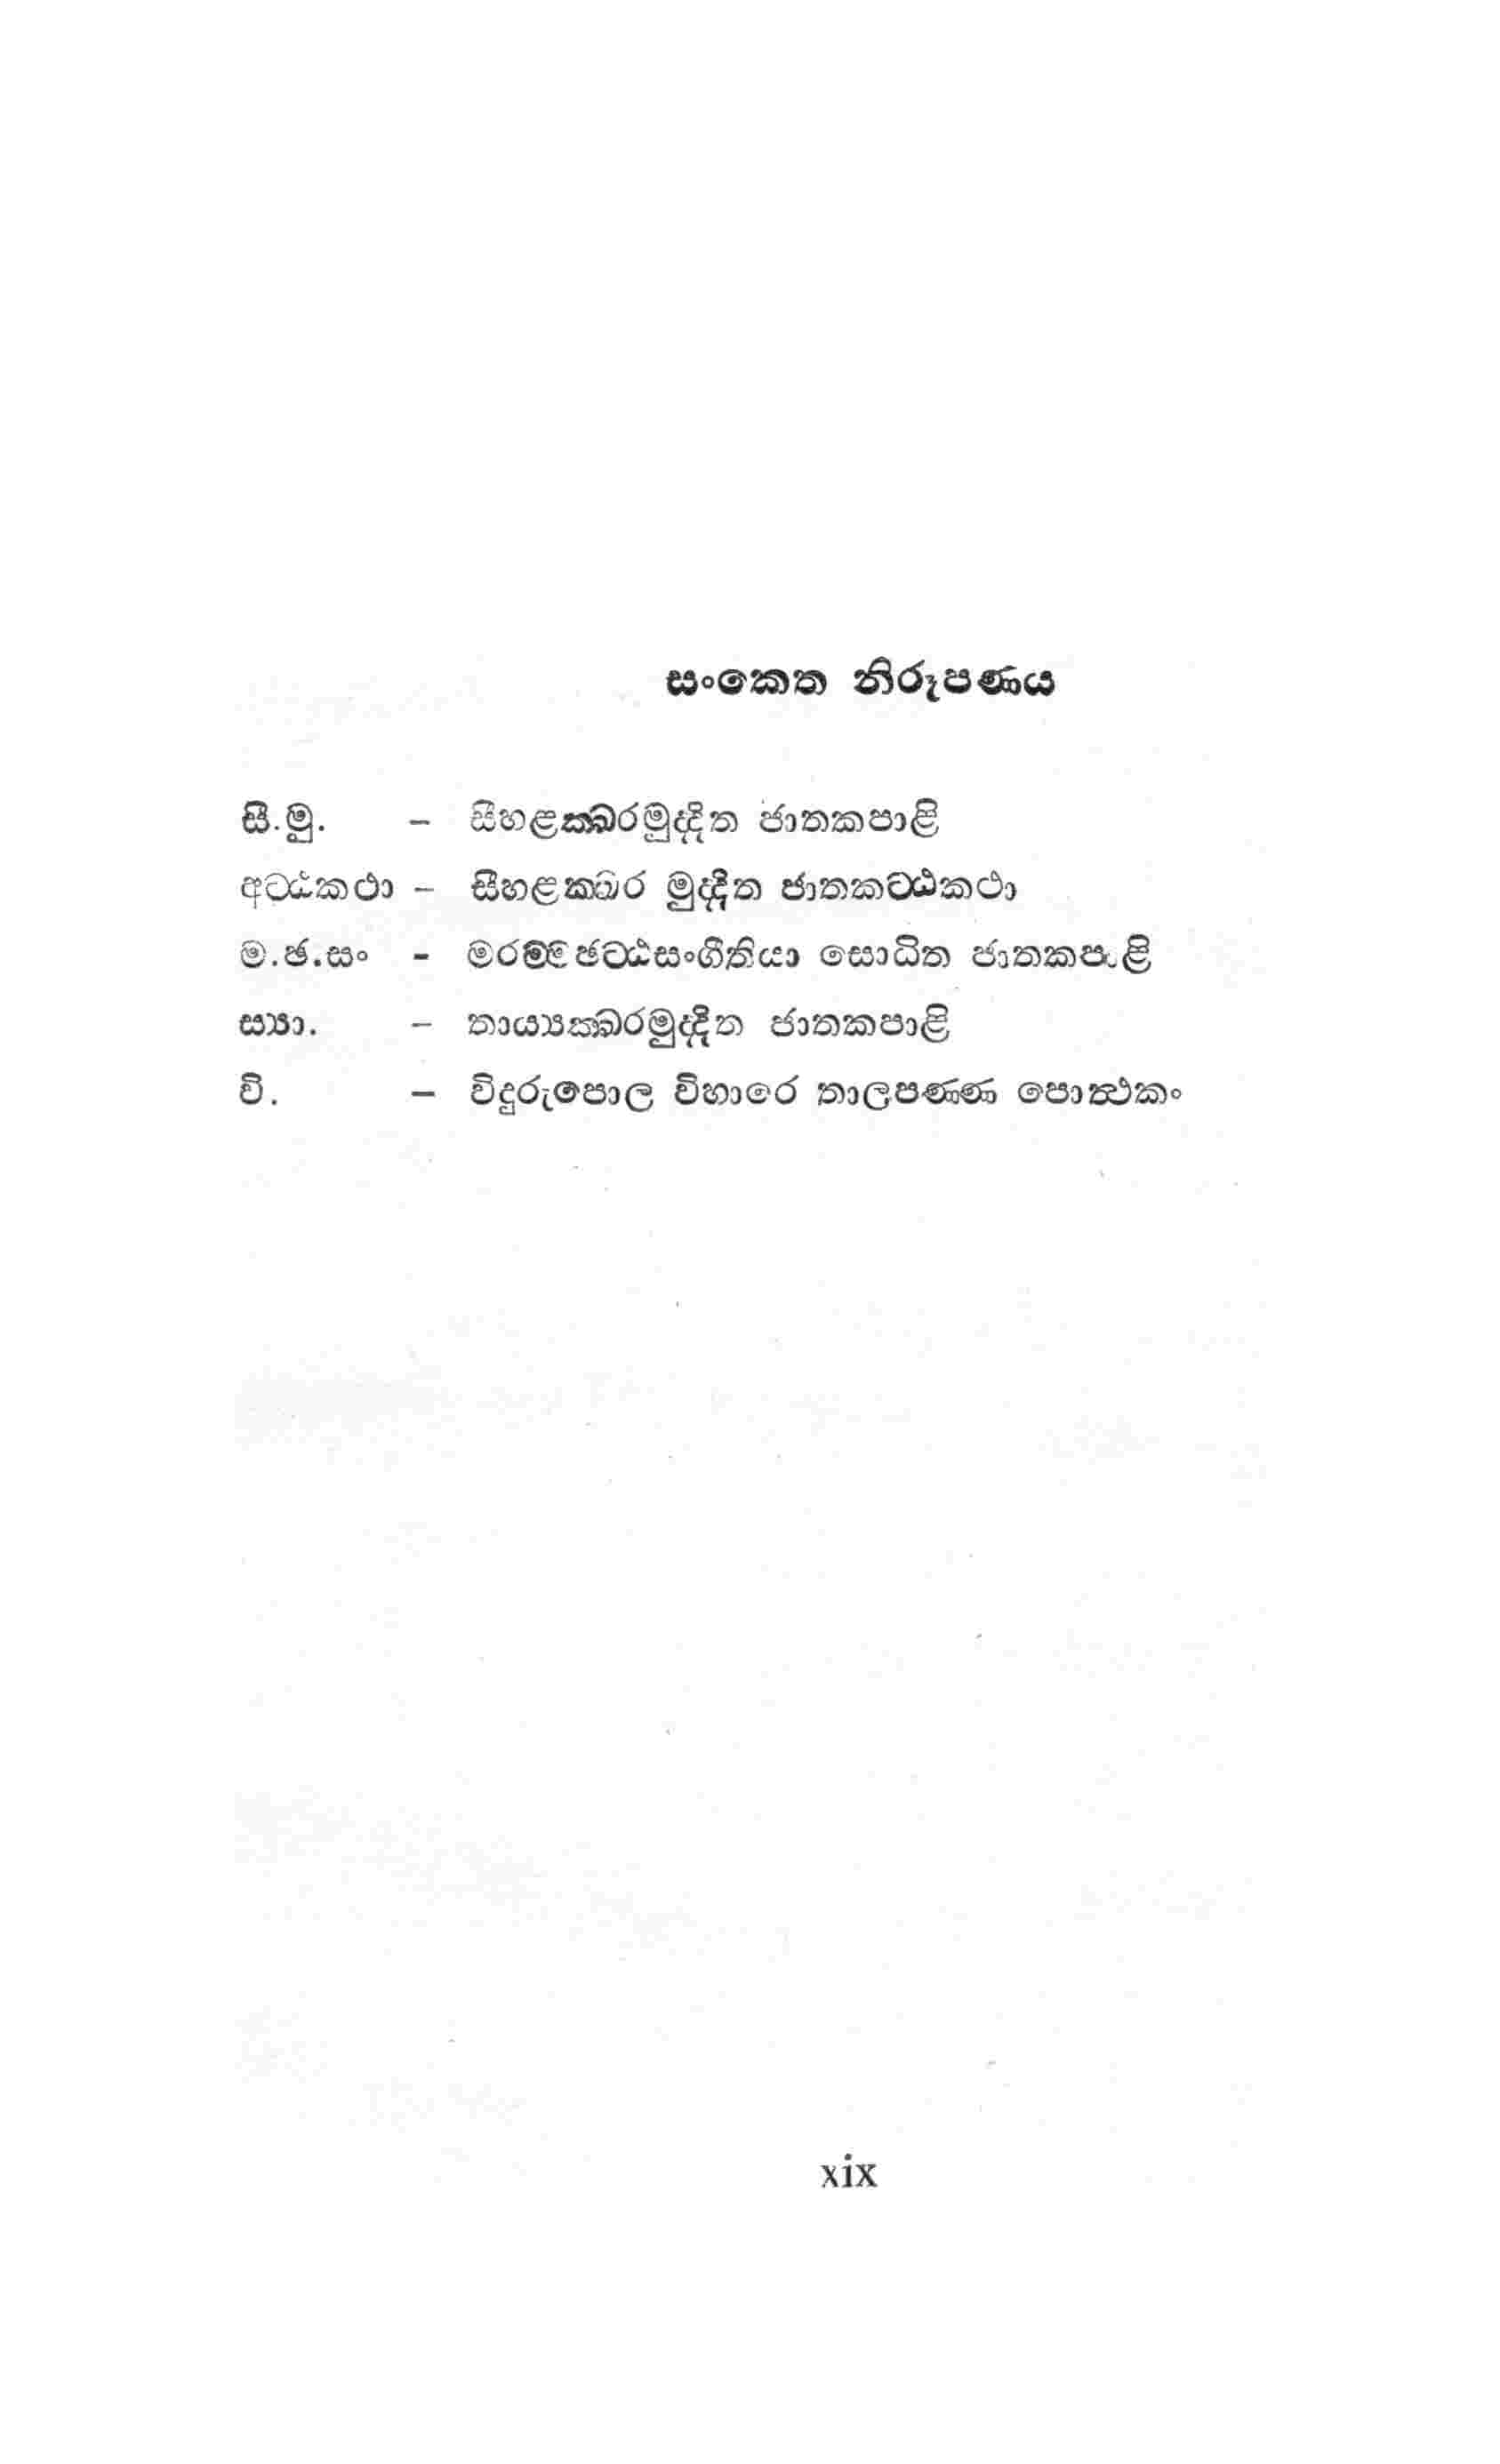 සංකෙත නිරූපණය
සී.මු. – සීහළක්ඛරමුද්දිත ජාතකපාළි
අට්ඨකථා – සීහළක්ඛර මුද්දිත ජාතකට්ඨකථා
ම.ඡ.සං - මරම්මඡට්ඨසංගීතියා සොධිත ජාතකපාළි
ස්‍යා. – තාය්‍යක්ඛරමුද්දිත ජාතකපාළි
වි. – විදුරුපොල විහාරෙ තාලපණ්ණ පොත්ථකං
xix